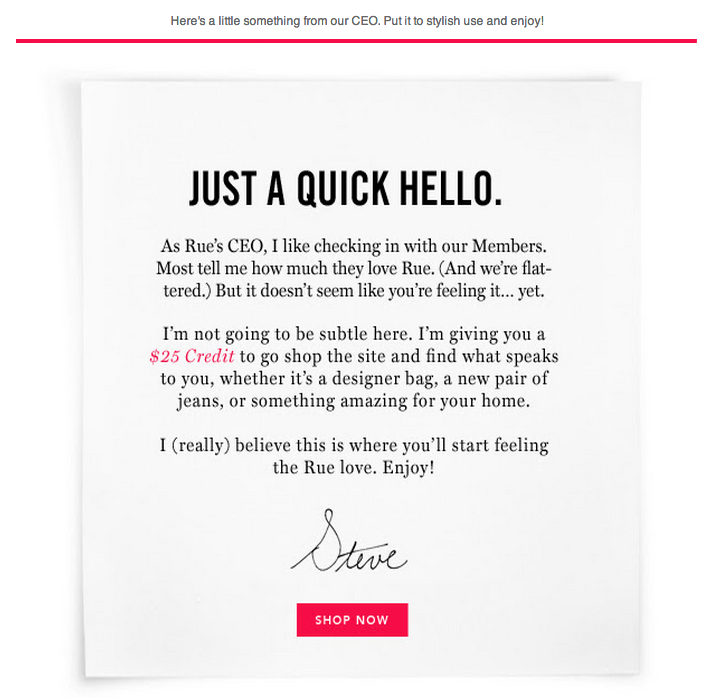 Here's a little something from our CEO. Put it to stylish use and enjoy!
JUST A QUICK HELLO.
As Rue's CEO, I like checking in with our Members.
Most tell me how much they love Rue. (And we're flat-
tered.) But it doesn't seem like you're feeling it... yet.
I'm not going to be subtle here. I'm giving you a
$25 Credit to go shop the site and find what speaks
to you, whether it's a designer bag, a new pair of
jeans, or something amazing for your home.
I (really) believe this is where you'll start feeling
the Rue love. Enjoy!
Steve
SHOP NOW